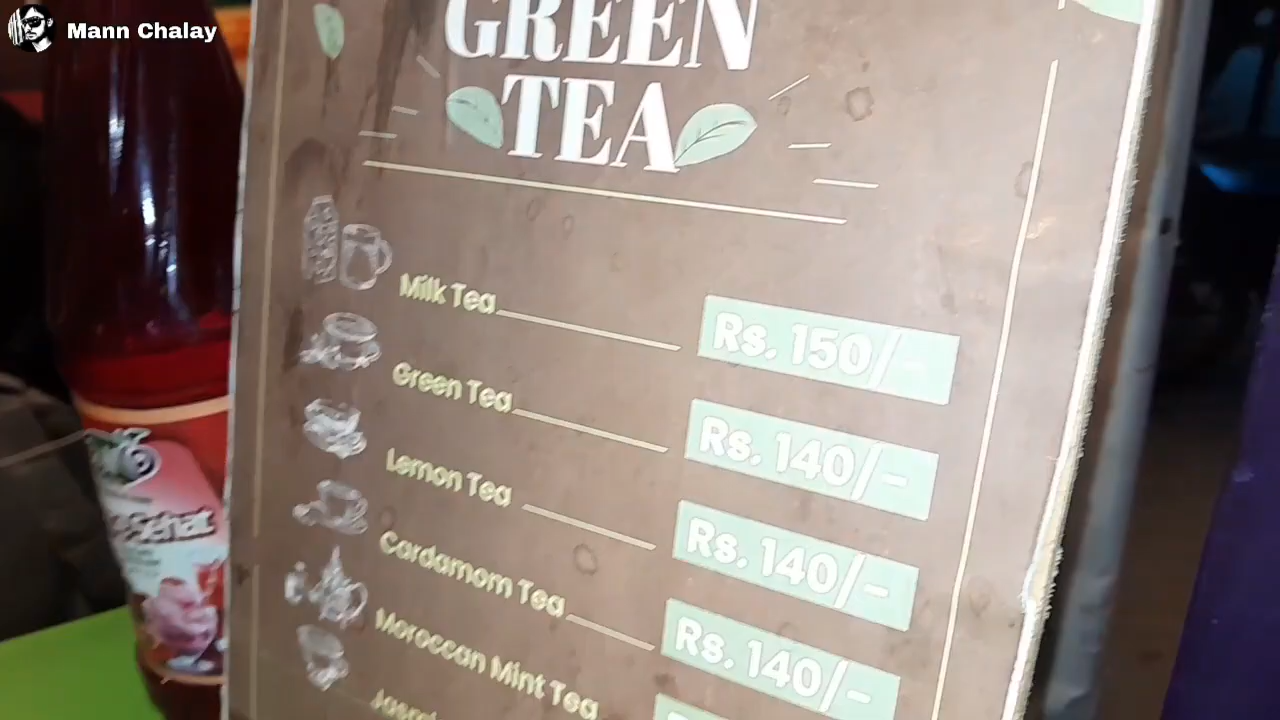 Mann Chalay
GREEN
TEA
Milk Tea Rs. 150/-
Green Tea Rs. 140/-
Lemon Tea Rs. 140/-
Cardamom Tea Rs. 140/-
Moroccan Mint Tea
Sehat